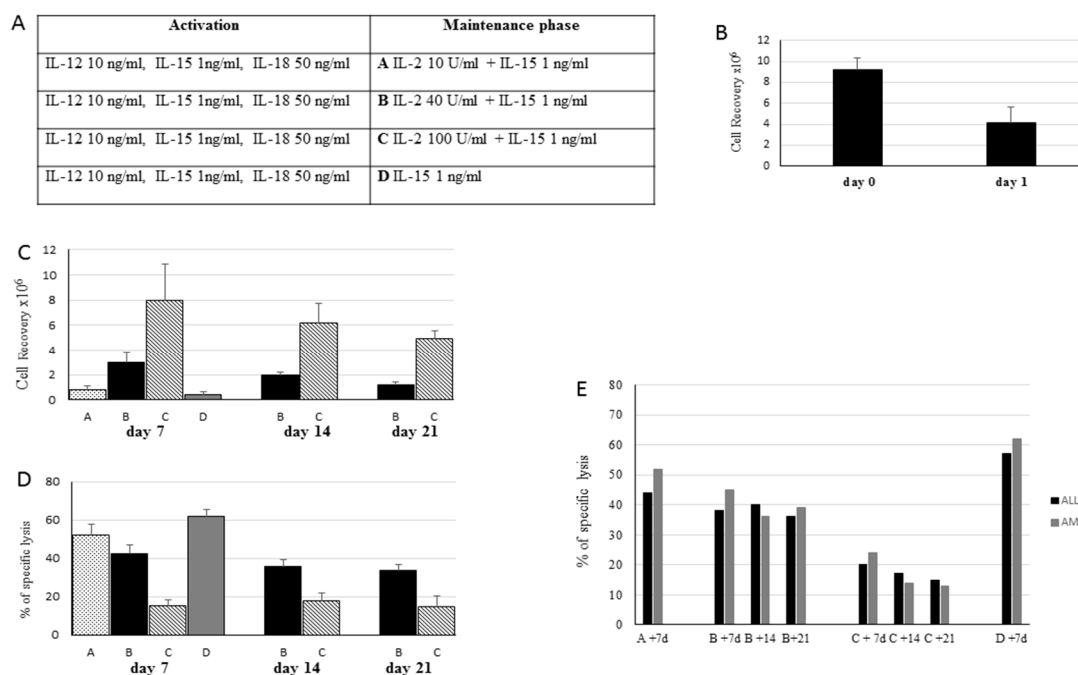 A
Activation Maintenance phase
IL-12 10 ng/ml, IL-15 1ng/ml, IL-18 50 ng/ml A IL-2 10 U/ml + IL-15 1 ng/ml
IL-12 10 ng/ml, IL-15 1ng/ml, IL-18 50 ng/ml B IL-2 40 U/ml + IL-15 1 ng/ml
IL-12 10 ng/ml, IL-15 1ng/ml, IL-18 50 ng/ml C IL-2 100 U/ml + IL-15 1 ng/ml
IL-12 10 ng/ml, IL-15 1ng/ml, IL-18 50 ng/ml D IL-15 1 ng/ml
B
Cell Recovery x10⁶
12
10
8
6
4
2
0
day 0 day 1
C
Cell Recovery x10⁶
12
10
8
6
4
2
0
A B C D B C B C
day 7 day 14 day 21
D
% of specific lysis
80
60
40
20
0
A B C D B C B C
day 7 day 14 day 21
E
% of specific lysis
80
70
60
50
40
30
20
10
0
A +7d B +7d B +14 B+21 C + 7d C +14 C +21 D +7d
ALL
AM